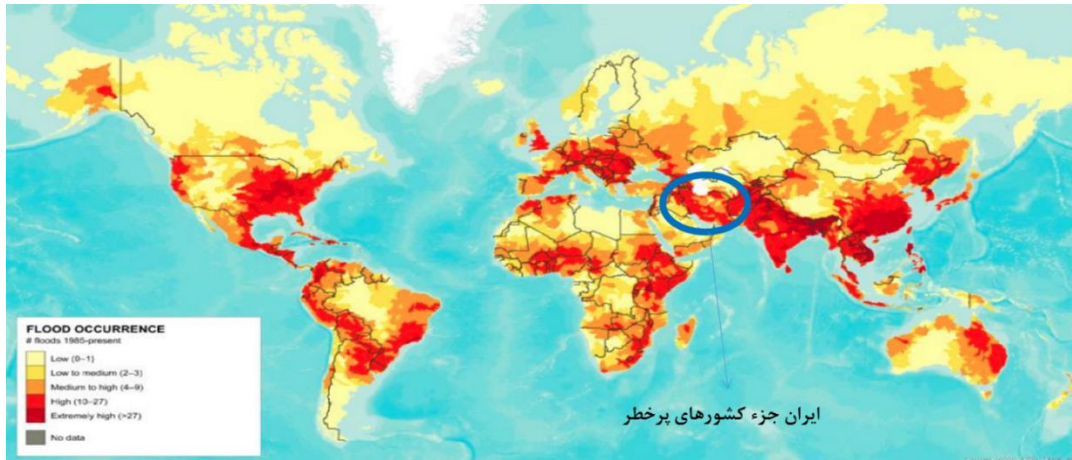 FLOOD OCCURRENCE
# floods 1985-present
Low (0–1)
Low to medium (2–3)
Medium to high (4–9)
High (10–27)
Extremely high (>27)
No data
ایران جزء کشورهای پرخطر